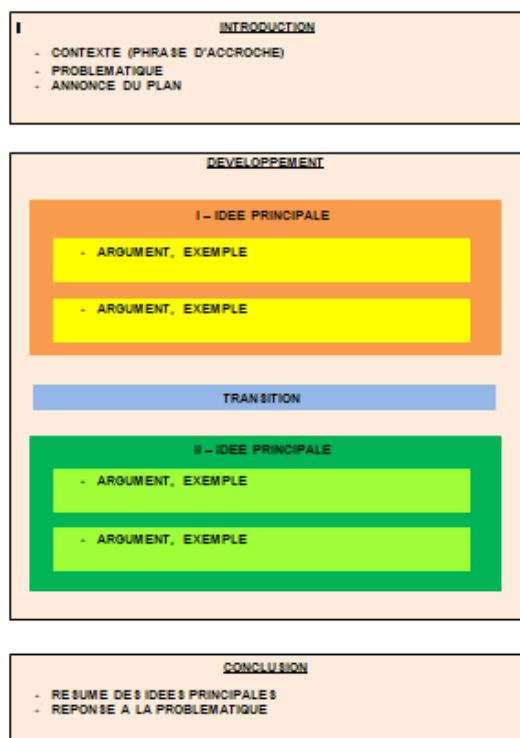 INTRODUCTION
- CONTEXTE (PHRASE D'ACCROCHE)
- PROBLEMATIQUE
- ANNONCE DU PLAN
DEVELOPPEMENT
I – IDEE PRINCIPALE
- ARGUMENT, EXEMPLE
- ARGUMENT, EXEMPLE
TRANSITION
II – IDEE PRINCIPALE
- ARGUMENT, EXEMPLE
- ARGUMENT, EXEMPLE
CONCLUSION
- RESUME DES IDEES PRINCIPALES
- REPONSE A LA PROBLEMATIQUE